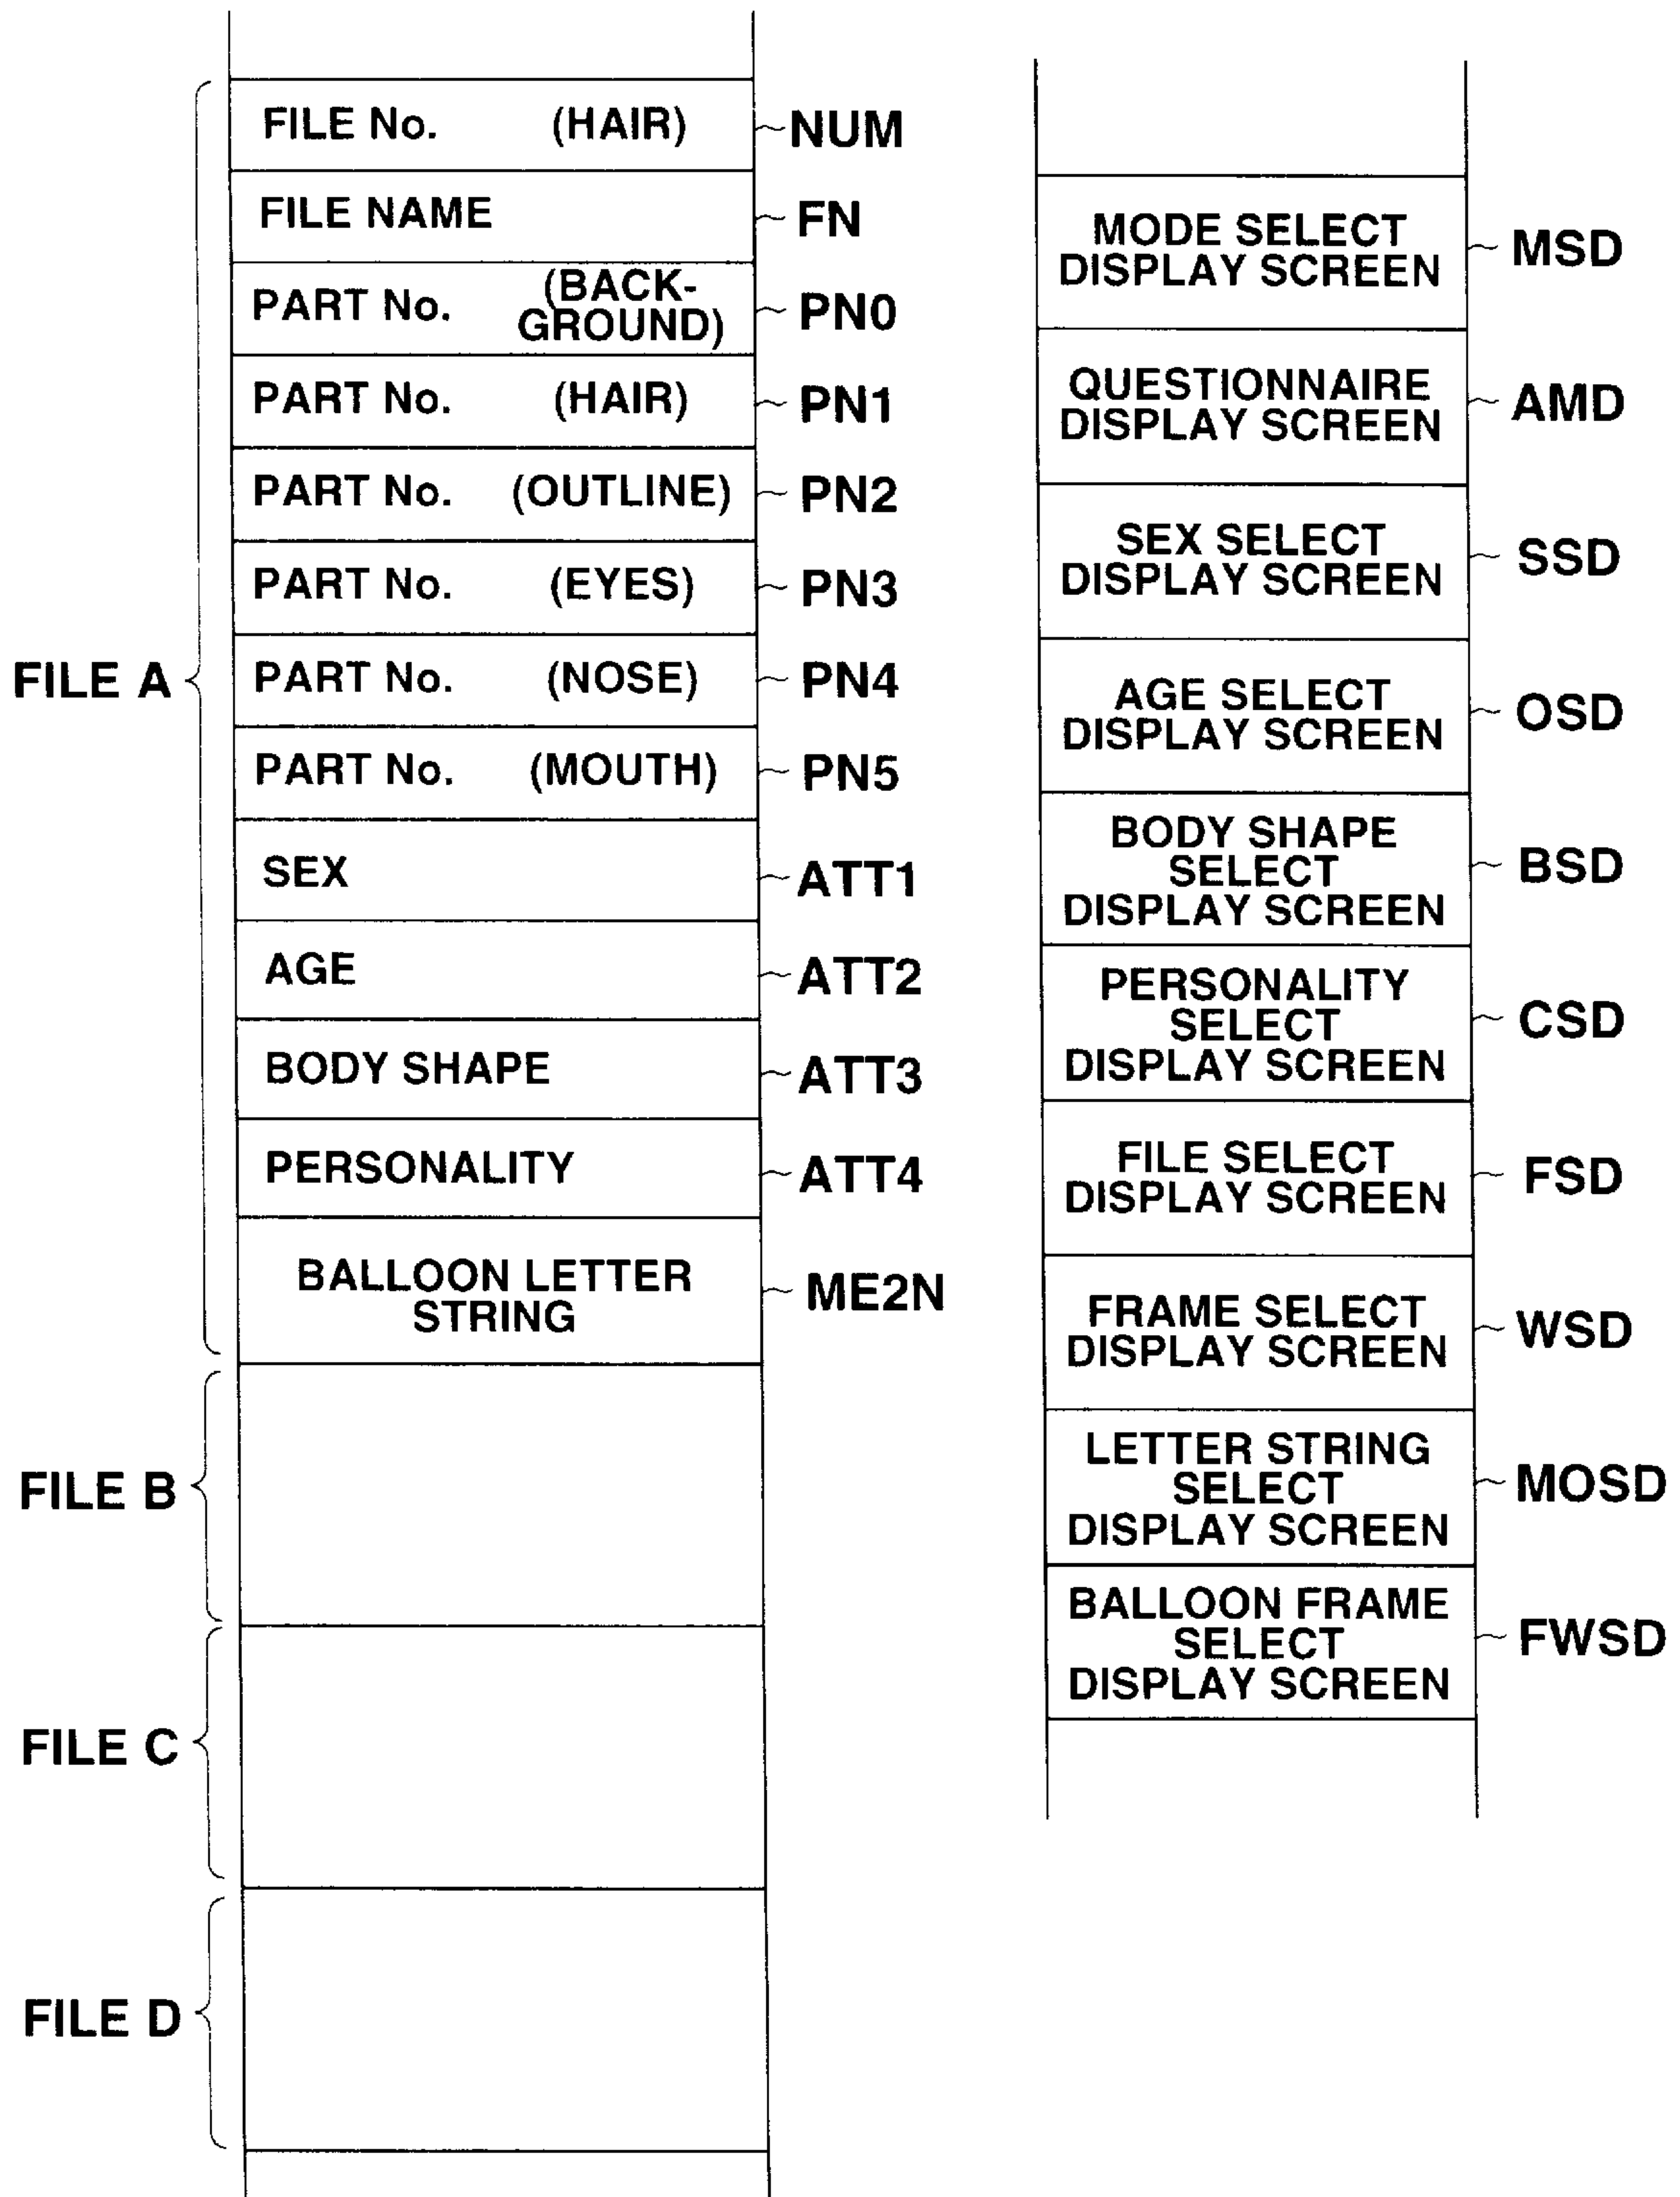 FILE No. (HAIR) NUM
FILE NAME FN
PART No. (BACK-
GROUND) PN0
PART No. (HAIR) PN1
PART No. (OUTLINE) PN2
PART No. (EYES) PN3
FILE A PART No. (NOSE) PN4
PART No. (MOUTH) PN5
SEX ATT1
AGE ATT2
BODY SHAPE ATT3
PERSONALITY ATT4
BALLOON LETTER
STRING ME2N
FILE B
FILE C
FILE D
MODE SELECT
DISPLAY SCREEN MSD
QUESTIONNAIRE
DISPLAY SCREEN AMD
SEX SELECT
DISPLAY SCREEN SSD
AGE SELECT
DISPLAY SCREEN OSD
BODY SHAPE
SELECT BSD
DISPLAY SCREEN
PERSONALITY
SELECT CSD
DISPLAY SCREEN
FILE SELECT
DISPLAY SCREEN FSD
FRAME SELECT
DISPLAY SCREEN WSD
LETTER STRING
SELECT MOSD
DISPLAY SCREEN
BALLOON FRAME
SELECT FWSD
DISPLAY SCREEN